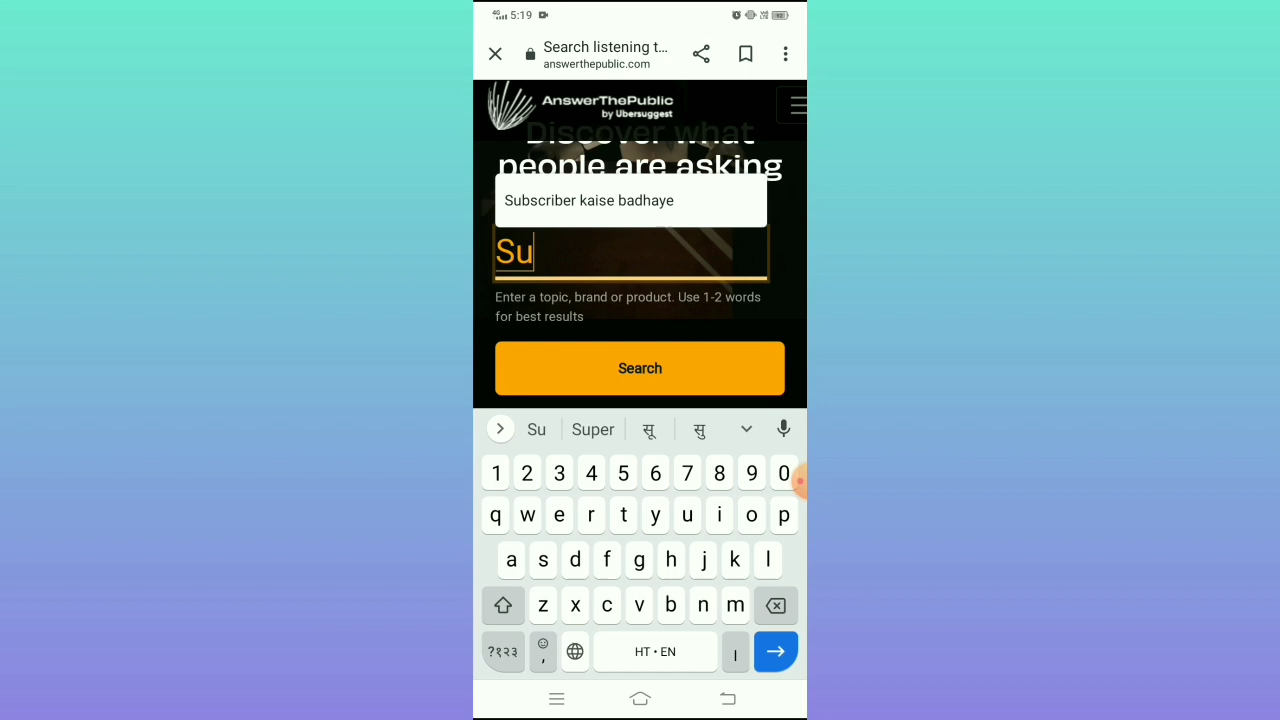 4G 5:19
Search listening t...
answerthepublic.com
AnswerThePublic
by Ubersuggest
Discover what
people are asking
Subscriber kaise badhaye
Su
Enter a topic, brand or product. Use 1-2 words
for best results
Search
Su Super सू सु
1 2 3 4 5 6 7 8 9 0
q w e r t y u i o p
a s d f g h j k l
z x c v b n m
?१२३ , HT • EN ।